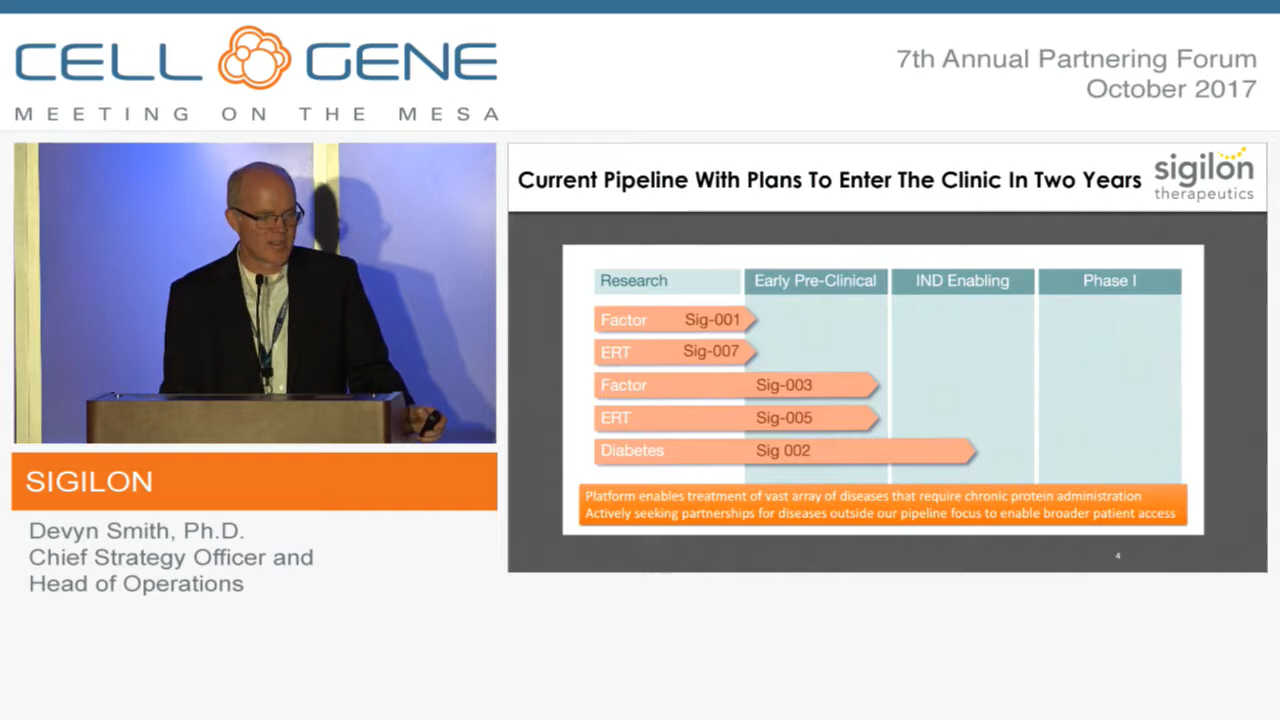 CELL GENE
MEETING ON THE MESA
7th Annual Partnering Forum
October 2017
Current Pipeline With Plans To Enter The Clinic In Two Years
sigilon
therapeutics
Research Early Pre-Clinical IND Enabling Phase I
Factor Sig-001
ERT Sig-007
Factor Sig-003
ERT Sig-005
Diabetes Sig 002
Platform enables treatment of vast array of diseases that require chronic protein administration
Actively seeking partnerships for diseases outside our pipeline focus to enable broader patient access
4
SIGILON
Devyn Smith, Ph.D.
Chief Strategy Officer and
Head of Operations